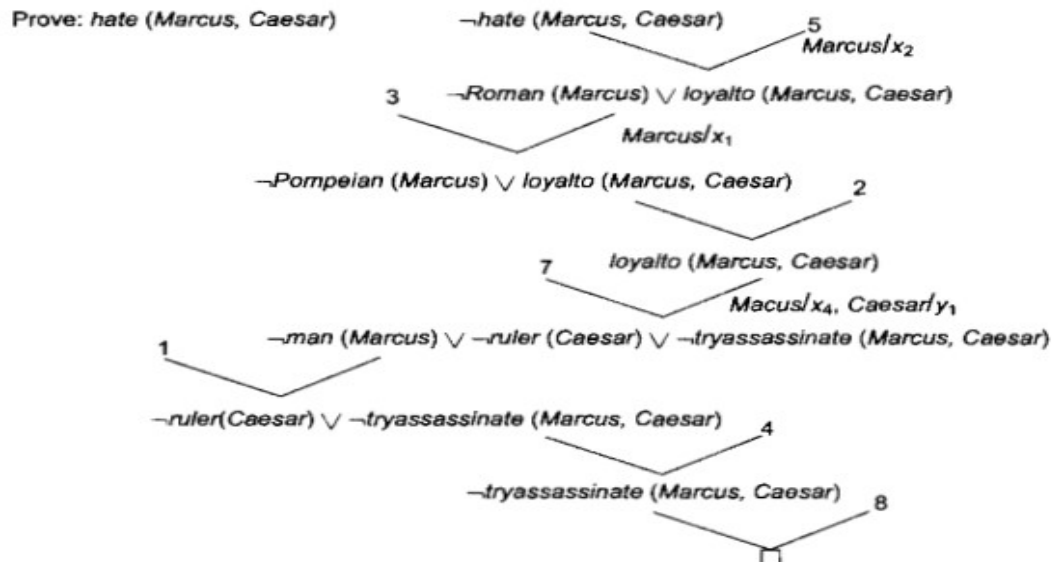 Prove: hate (Marcus, Caesar) ¬hate (Marcus, Caesar) 5
Marcus/x₂
3 ¬Roman (Marcus) ∨ loyalto (Marcus, Caesar)
Marcus/x₁
¬Pompeian (Marcus) ∨ loyalto (Marcus, Caesar) 2
7 loyalto (Marcus, Caesar)
Macus/x₄, Caesar/y₁
1 ¬man (Marcus) ∨ ¬ruler (Caesar) ∨ ¬tryassassinate (Marcus, Caesar)
¬ruler(Caesar) ∨ ¬tryassassinate (Marcus, Caesar) 4
¬tryassassinate (Marcus, Caesar) 8